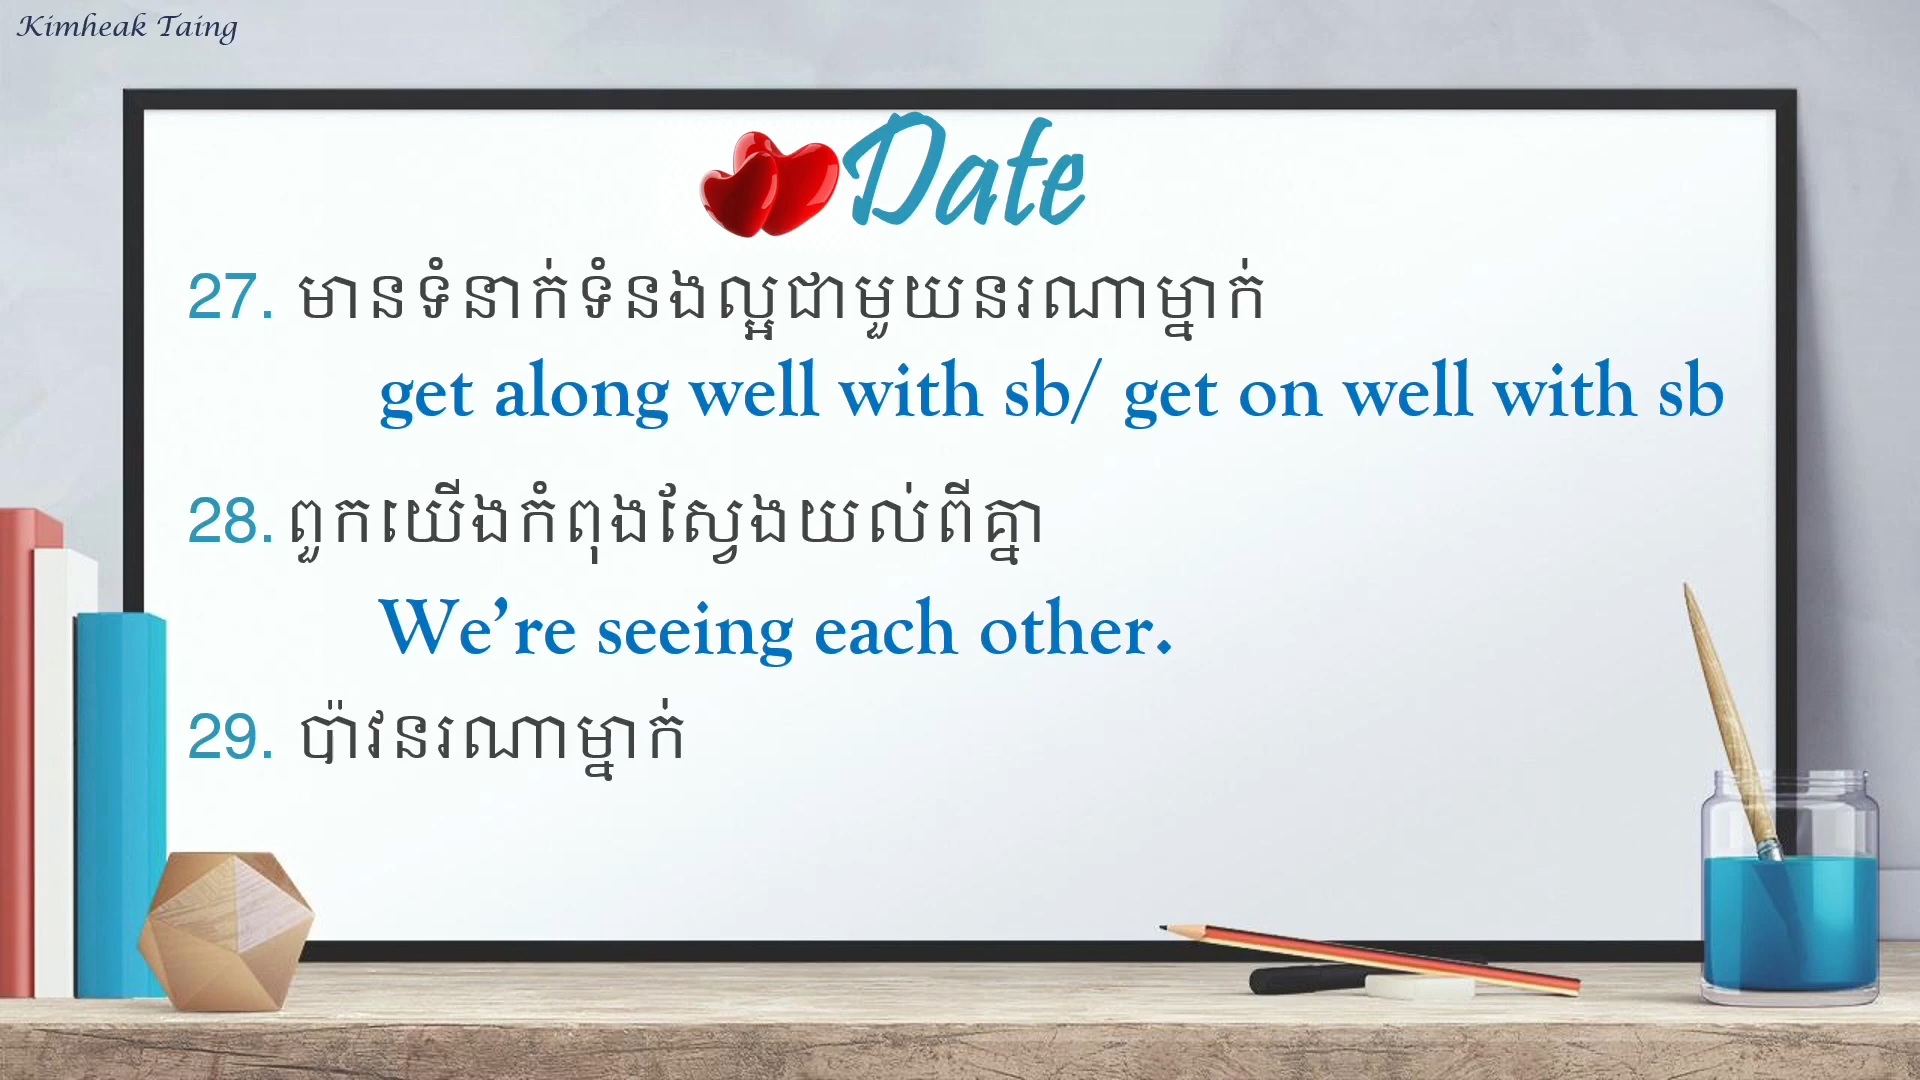 Kimheak Taing
Date
27. មានទំនាក់ទំនងល្អជាមួយនរណាម្នាក់
get along well with sb/ get on well with sb
28. ពួកយើងកំពុងស្វែងយល់ពីគ្នា
We’re seeing each other.
29. ប៉ាវនរណាម្នាក់